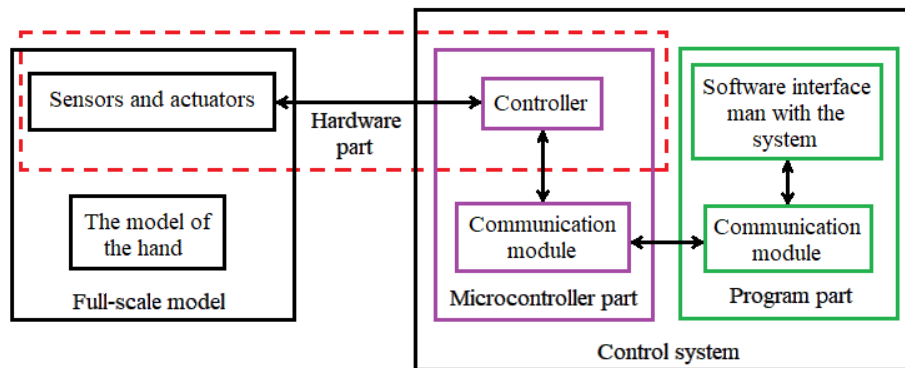 Sensors and actuators
Hardware
part
The model of
the hand
Full-scale model
Controller
Communication
module
Microcontroller part
Software interface
man with the
system
Communication
module
Program part
Control system